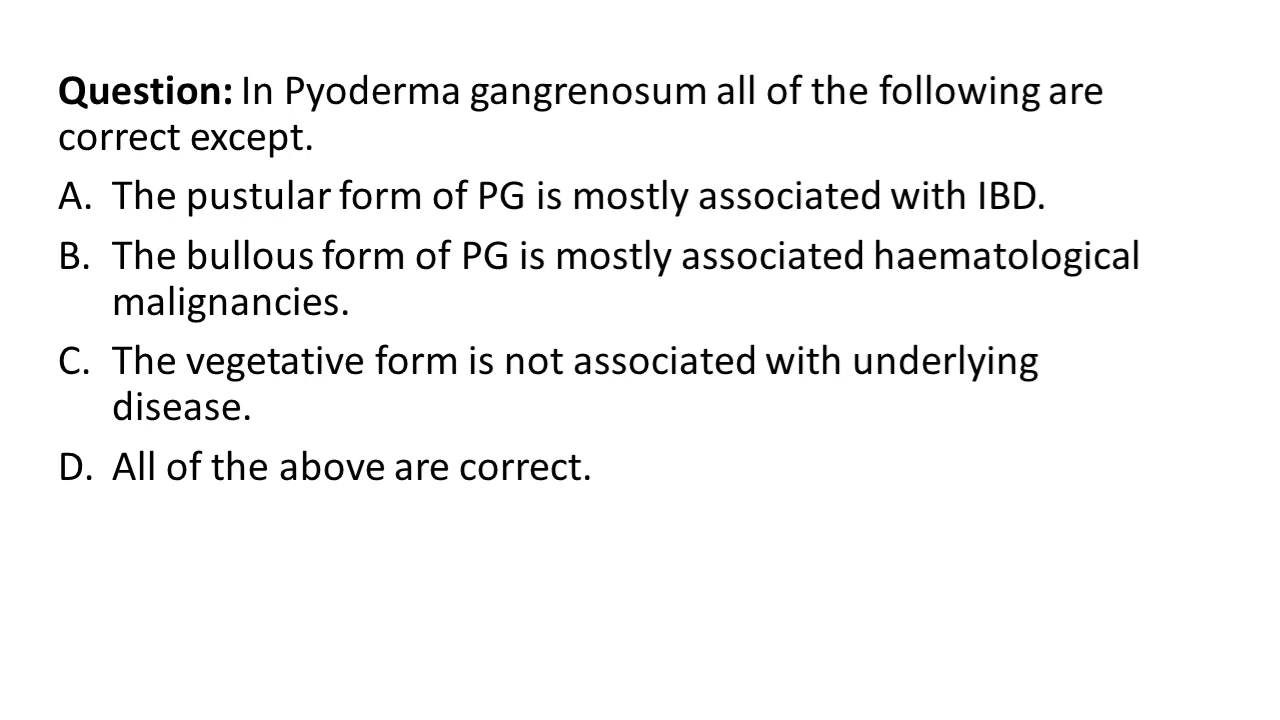 Question: In Pyoderma gangrenosum all of the following are
correct except.
A. The pustular form of PG is mostly associated with IBD.
B. The bullous form of PG is mostly associated haematological
malignancies.
C. The vegetative form is not associated with underlying
disease.
D. All of the above are correct.